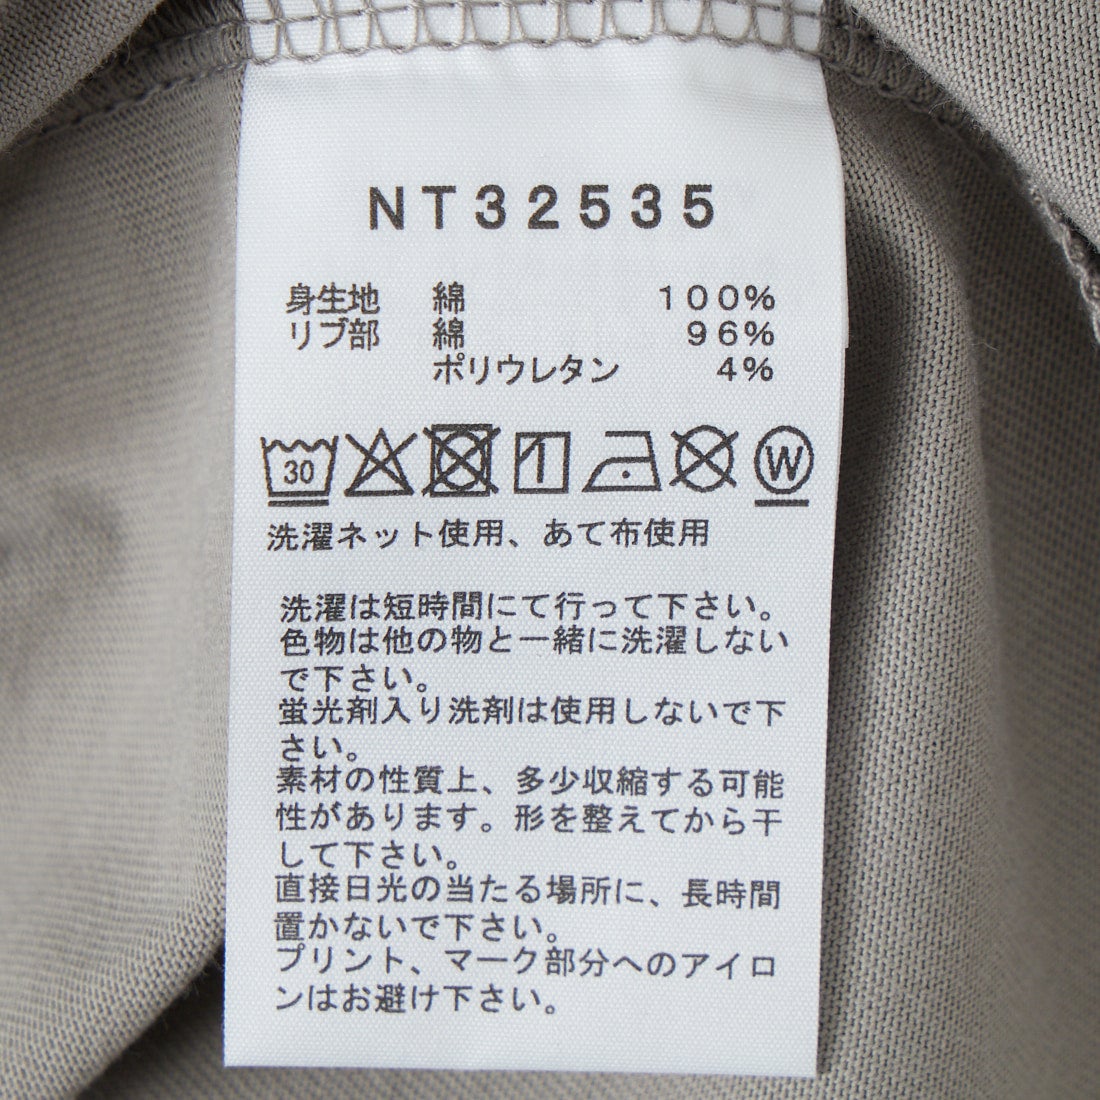 NT32535
身生地 綿 100%
リブ部 綿 96%
ポリウレタン 4%
30 W
洗濯ネット使用、あて布使用
洗濯は短時間にて行って下さい。
色物は他の物と一緒に洗濯しない
で下さい。
蛍光剤入り洗剤は使用しないで下
さい。
素材の性質上、多少収縮する可能
性があります。形を整えてから干
して下さい。
直接日光の当たる場所に、長時間
置かないで下さい。
プリント、マーク部分へのアイロ
ンはお避け下さい。